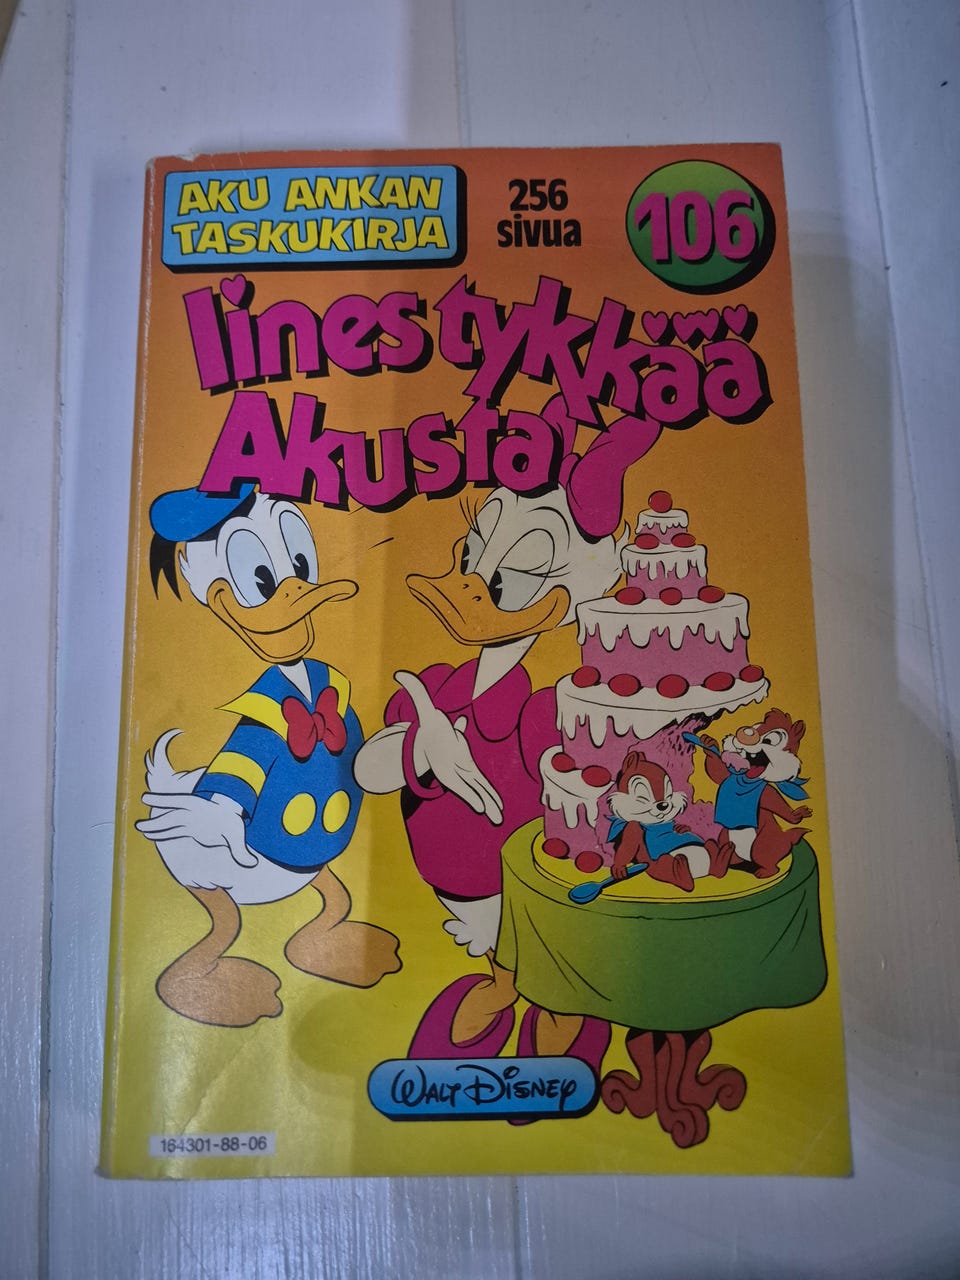 AKU ANKAN
TASKUKIRJA
256
sivua
106
Iines tykkää
Akusta
WALT DISNEY
164301-88-06